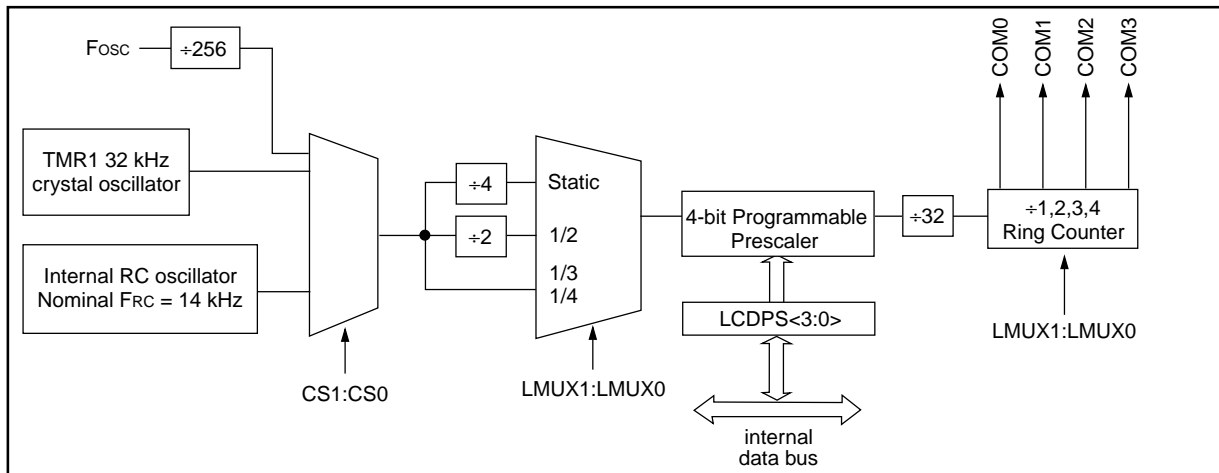 FOSC
÷256
TMR1 32 kHz
crystal oscillator
Internal RC oscillator
Nominal FRC = 14 kHz
CS1:CS0
÷4
÷2
Static
1/2
1/3
1/4
LMUX1:LMUX0
4-bit Programmable
Prescaler
LCDPS<3:0>
internal
data bus
÷32
COM0
COM1
COM2
COM3
÷1,2,3,4
Ring Counter
LMUX1:LMUX0